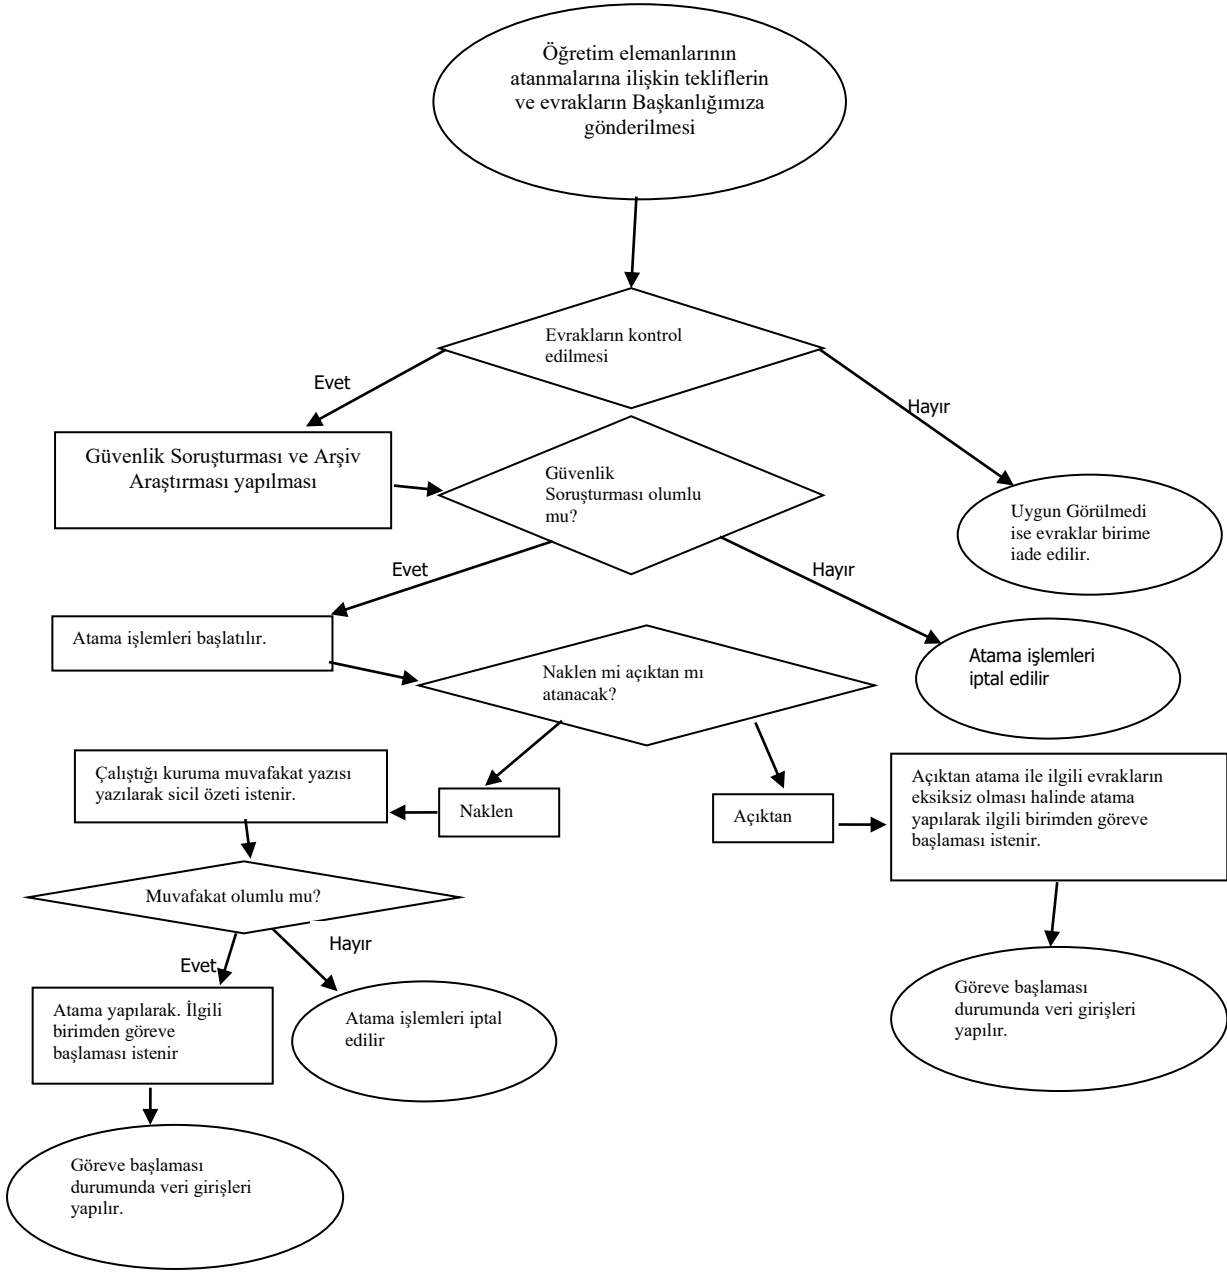 Öğretim elemanlarının
atanmalarına ilişkin tekliflerin
ve evrakların Başkanlığımıza
gönderilmesi
Evrakların kontrol
edilmesi
Evet
Hayır
Güvenlik Soruşturması ve Arşiv
Araştırması yapılması
Güvenlik
Soruşturması olumlu
mu?
Uygun Görülmedi
ise evraklar birime
iade edilir.
Evet
Hayır
Atama işlemleri başlatılır.
Atama işlemleri
iptal edilir
Naklen mi açıktan mı
atanacak?
Çalıştığı kuruma muvafakat yazısı
yazılarak sicil özeti istenir.
Naklen
Açıktan
Açıktan atama ile ilgili evrakların
eksiksiz olması halinde atama
yapılarak ilgili birimden göreve
başlaması istenir.
Muvafakat olumlu mu?
Evet
Hayır
Atama yapılarak. İlgili
birimden göreve
başlaması istenir
Atama işlemleri iptal
edilir
Göreve başlaması
durumunda veri girişleri
yapılır.
Göreve başlaması
durumunda veri girişleri
yapılır.